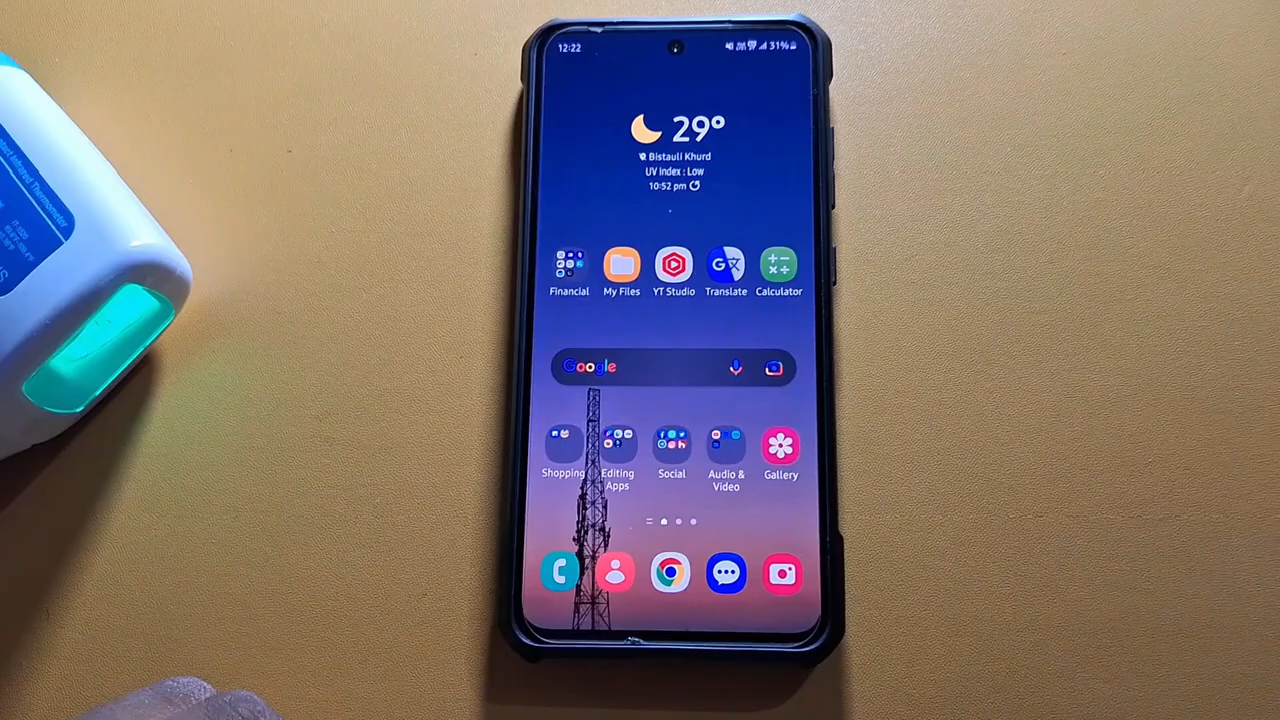 12:22
31%
29°
Bistauli Khurd
UV index : Low
10:52 pm
Financial
My Files
YT Studio
Translate
Calculator
Google
Shopping
Editing
Apps
Social
Audio &
Video
Gallery
Infrared Thermometer